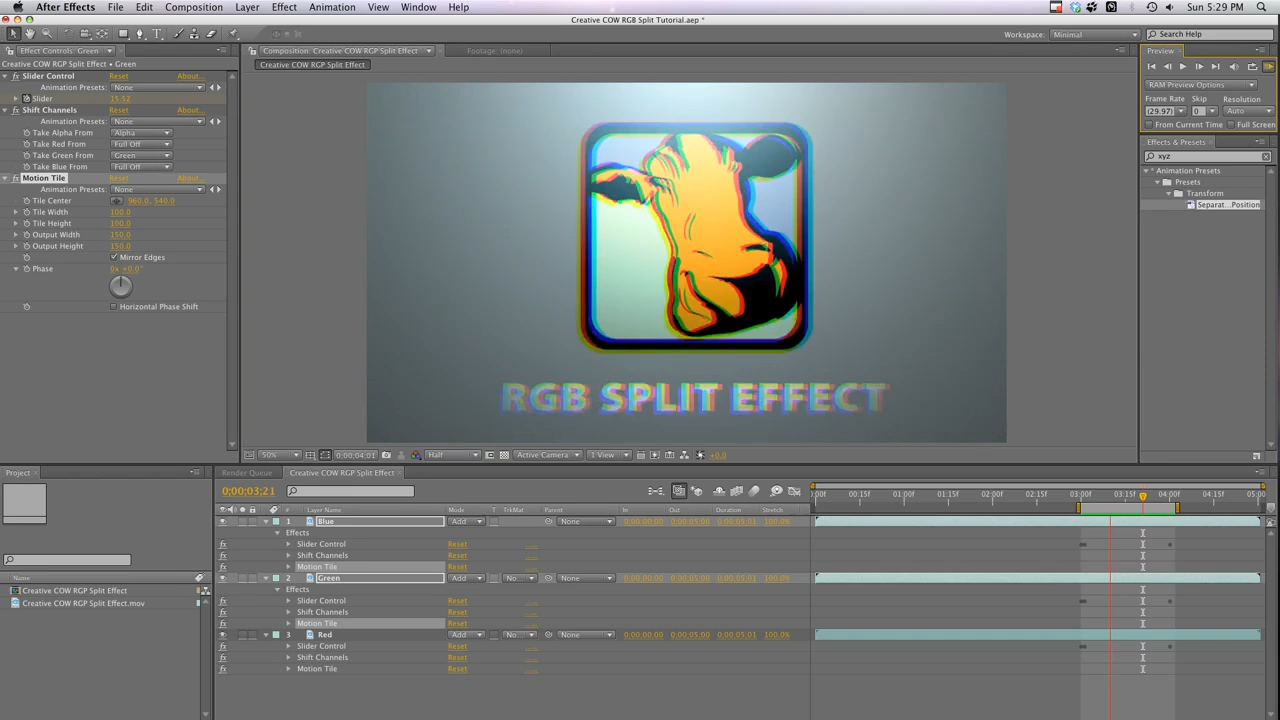 After Effects File Edit Composition Layer Effect Animation View Window Help Sun 5:29 PM
Creative COW RGB Split Tutorial.aep *
Workspace: Minimal Search Help
Effect Controls: Green
Composition: Creative COW RGP Split Effect
Footage: (none)
Preview
Creative COW RGP Split Effect • Green
Creative COW RGP Split Effect
Slider Control Reset About...
Animation Presets: None
Slider 15.52
Shift Channels Reset About...
Animation Presets: None
Take Alpha From Alpha
Take Red From Full Off
Take Green From Green
Take Blue From Full Off
Motion Tile Reset About...
Animation Presets: None
Tile Center 960.0, 540.0
Tile Width 100.0
Tile Height 100.0
Output Width 150.0
Output Height 150.0
Mirror Edges
Phase 0x +0.0°
Horizontal Phase Shift
RGB SPLIT EFFECT
RAM Preview Options
Frame Rate Skip Resolution
(29.97) 0 Auto
From Current Time Full Screen
Effects & Presets
xyz
* Animation Presets
Presets
Transform
Separat...Position
50% 0;00;04;01 Half Active Camera 1 View +0.0
Project
Name
Creative COW RGP Split Effect
Creative COW RGP Split Effect.mov
Render Queue Creative COW RGP Split Effect
0;00;03;21
# Layer Name Mode T TrkMat Parent In Out Duration Stretch
:00f 00:15f 01:00f 01:15f 02:00f 02:15f 03:00f 03:15f 04:00f 04:15f 05:00
1 Blue Add None 0;00;00;00 0;00;05;00 0;00;05;01 100.0%
Effects
Slider Control Reset ...
Shift Channels Reset ...
Motion Tile Reset ...
2 Green Add No... None 0;00;00;00 0;00;05;00 0;00;05;01 100.0%
Effects
Slider Control Reset ...
Shift Channels Reset ...
Motion Tile Reset ...
3 Red Add No... None 0;00;00;00 0;00;05;00 0;00;05;01 100.0%
Slider Control Reset ...
Shift Channels Reset ...
Motion Tile Reset ...